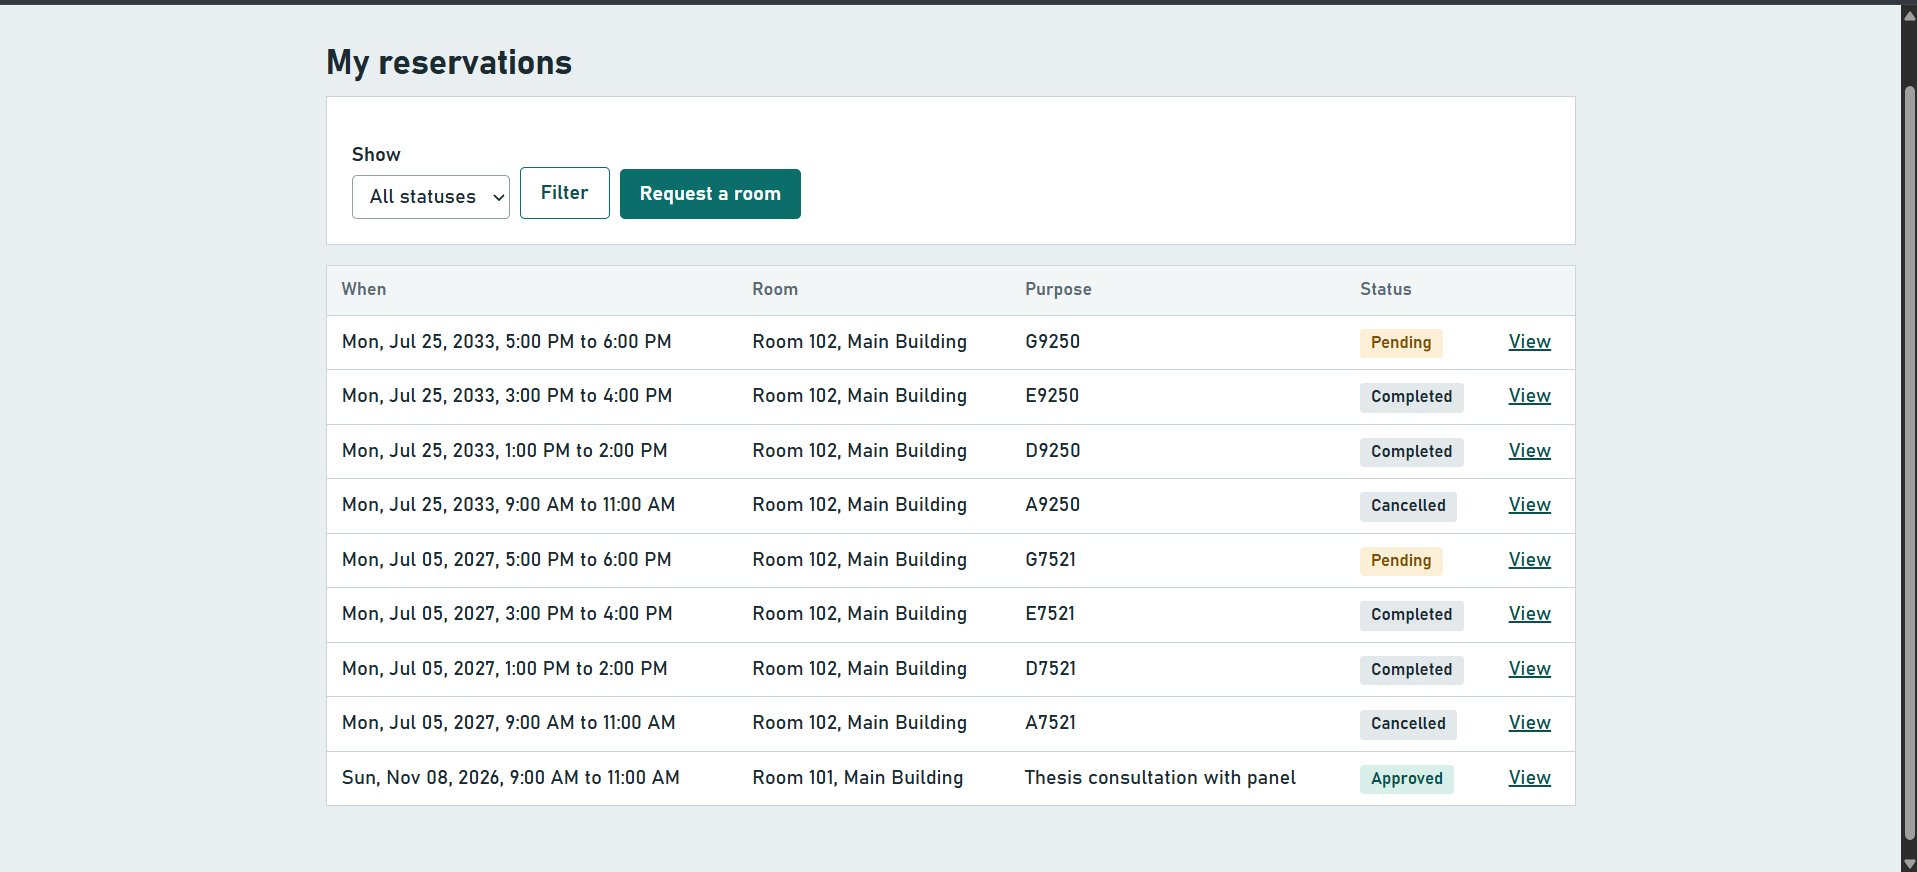 My reservations
Show
All statuses Filter Request a room
When Room Purpose Status
Mon, Jul 25, 2033, 5:00 PM to 6:00 PM Room 102, Main Building G9250 Pending View
Mon, Jul 25, 2033, 3:00 PM to 4:00 PM Room 102, Main Building E9250 Completed View
Mon, Jul 25, 2033, 1:00 PM to 2:00 PM Room 102, Main Building D9250 Completed View
Mon, Jul 25, 2033, 9:00 AM to 11:00 AM Room 102, Main Building A9250 Cancelled View
Mon, Jul 05, 2027, 5:00 PM to 6:00 PM Room 102, Main Building G7521 Pending View
Mon, Jul 05, 2027, 3:00 PM to 4:00 PM Room 102, Main Building E7521 Completed View
Mon, Jul 05, 2027, 1:00 PM to 2:00 PM Room 102, Main Building D7521 Completed View
Mon, Jul 05, 2027, 9:00 AM to 11:00 AM Room 102, Main Building A7521 Cancelled View
Sun, Nov 08, 2026, 9:00 AM to 11:00 AM Room 101, Main Building Thesis consultation with panel Approved View